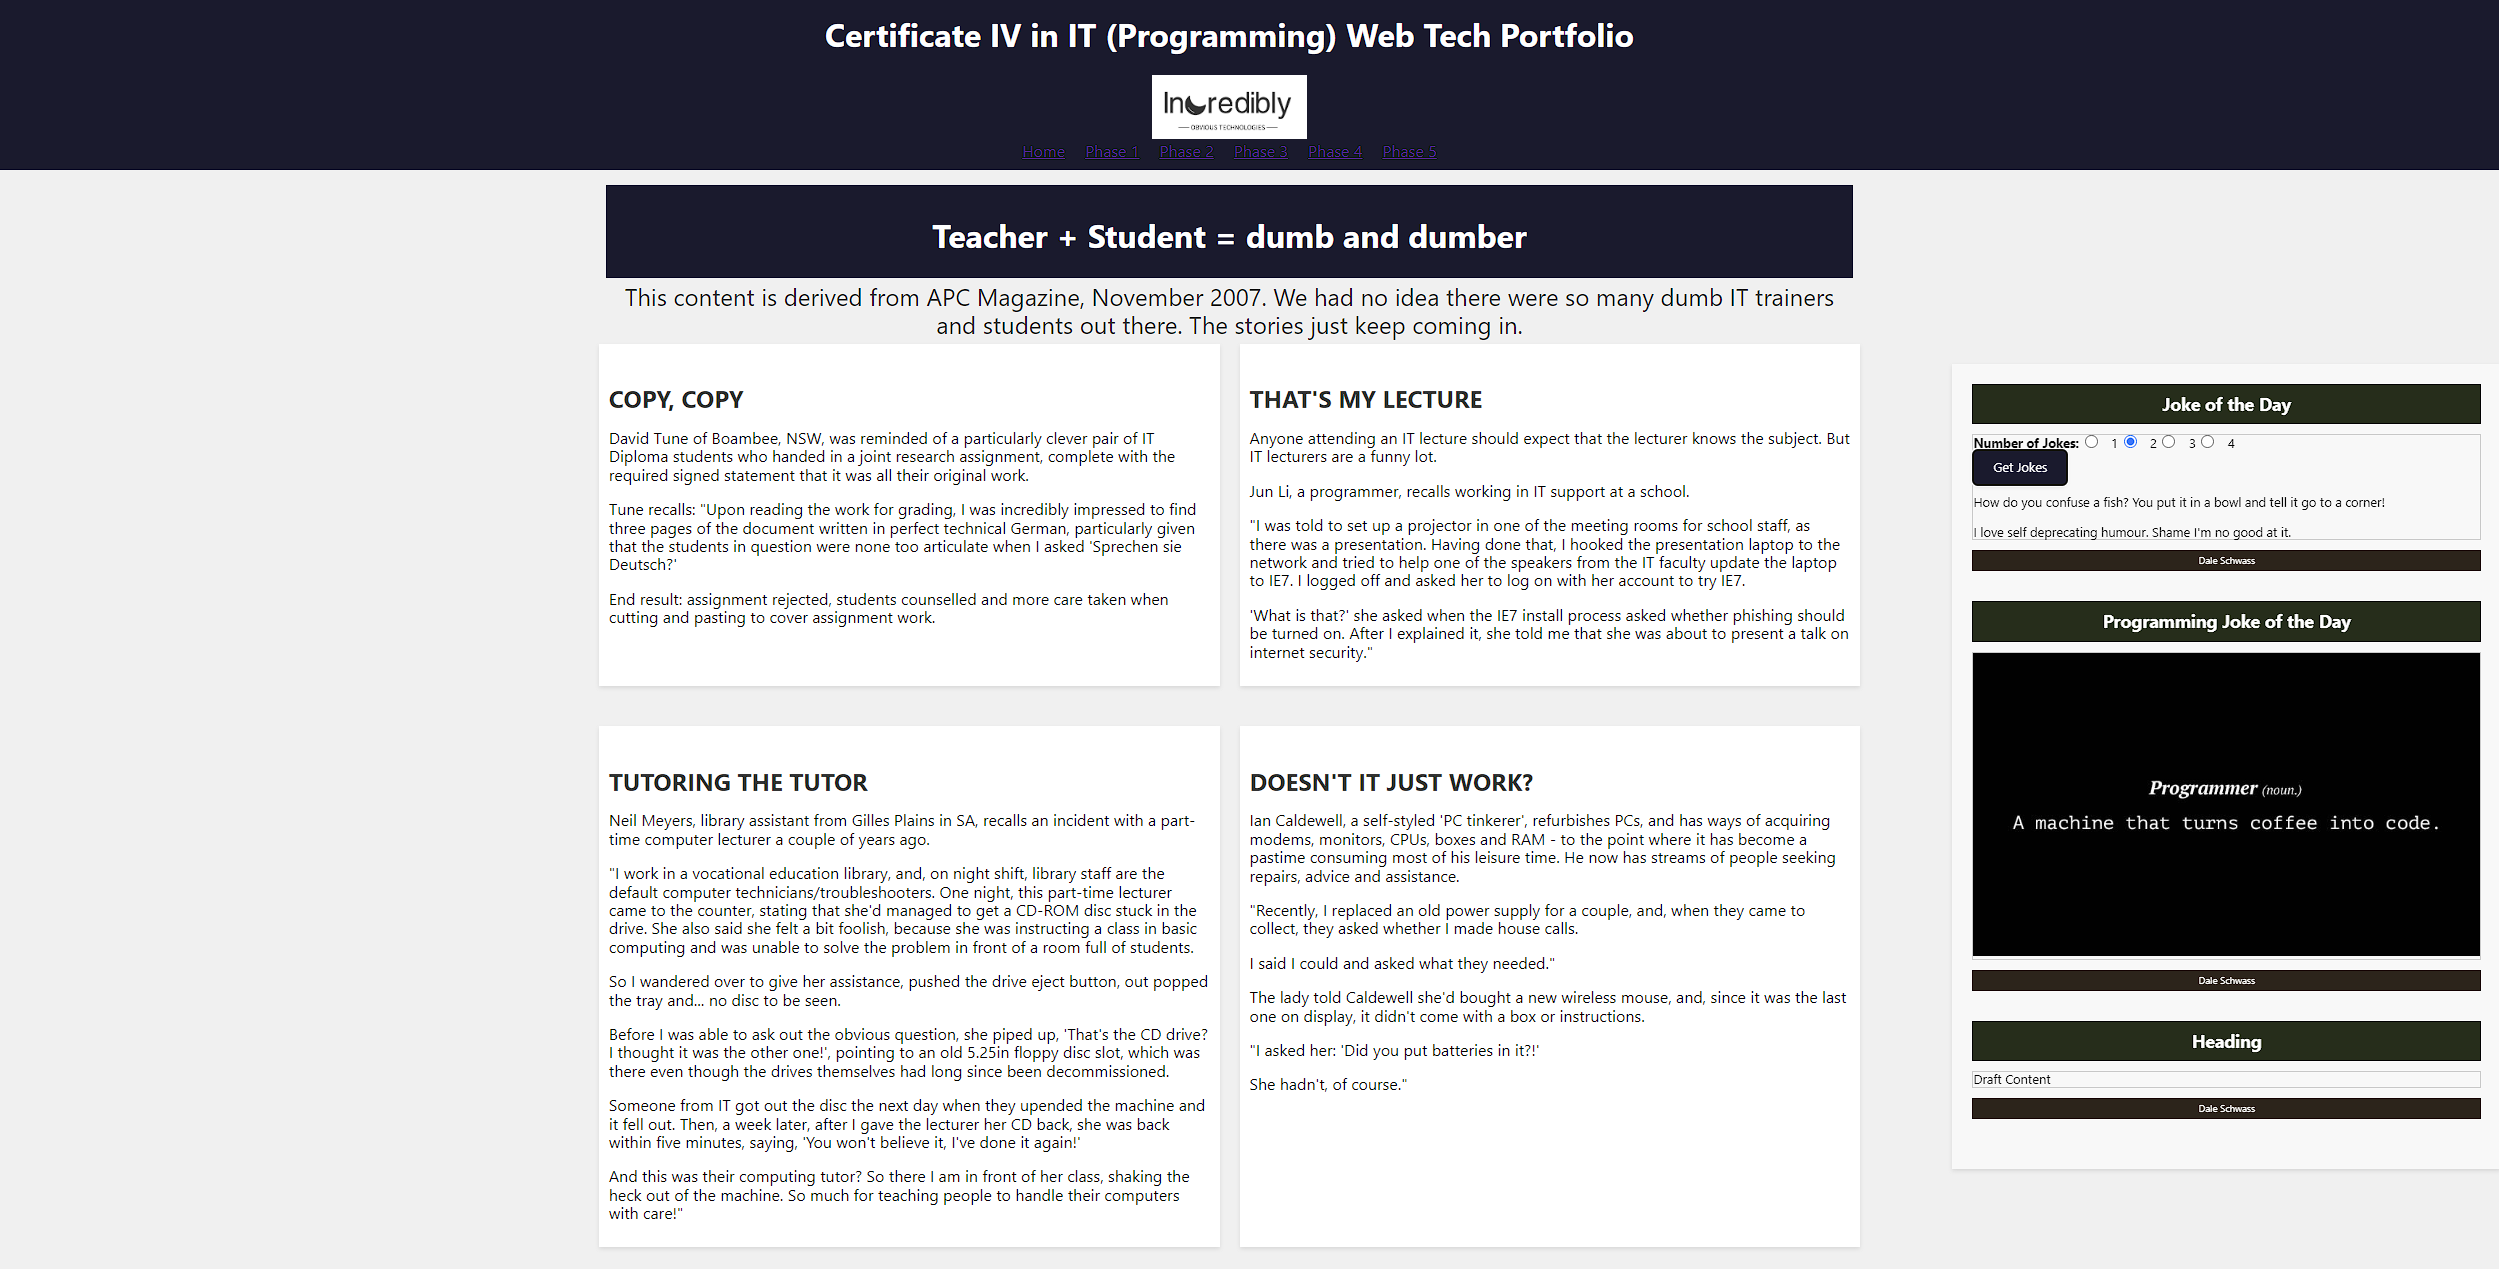 Certificate IV in IT (Programming) Web Tech Portfolio
Incredibly
OBVIOUS TECHNOLOGIES
Home Phase 1 Phase 2 Phase 3 Phase 4 Phase 5
Teacher + Student = dumb and dumber
This content is derived from APC Magazine, November 2007. We had no idea there were so many dumb IT trainers
and students out there. The stories just keep coming in.
COPY, COPY
David Tune of Boambee, NSW, was reminded of a particularly clever pair of IT
Diploma students who handed in a joint research assignment, complete with the
required signed statement that it was all their original work.
Tune recalls: "Upon reading the work for grading, I was incredibly impressed to find
three pages of the document written in perfect technical German, particularly given
that the students in question were none too articulate when I asked 'Sprechen sie
Deutsch?'
End result: assignment rejected, students counselled and more care taken when
cutting and pasting to cover assignment work.
THAT'S MY LECTURE
Anyone attending an IT lecture should expect that the lecturer knows the subject. But
IT lecturers are a funny lot.
Jun Li, a programmer, recalls working in IT support at a school.
"I was told to set up a projector in one of the meeting rooms for school staff, as
there was a presentation. Having done that, I hooked the presentation laptop to the
network and tried to help one of the speakers from the IT faculty update the laptop
to IE7. I logged off and asked her to log on with her account to try IE7.
'What is that?' she asked when the IE7 install process asked whether phishing should
be turned on. After I explained it, she told me that she was about to present a talk on
internet security."
TUTORING THE TUTOR
Neil Meyers, library assistant from Gilles Plains in SA, recalls an incident with a part-
time computer lecturer a couple of years ago.
"I work in a vocational education library, and, on night shift, library staff are the
default computer technicians/troubleshooters. One night, this part-time lecturer
came to the counter, stating that she'd managed to get a CD-ROM disc stuck in the
drive. She also said she felt a bit foolish, because she was instructing a class in basic
computing and was unable to solve the problem in front of a room full of students.
So I wandered over to give her assistance, pushed the drive eject button, out popped
the tray and... no disc to be seen.
Before I was able to ask out the obvious question, she piped up, 'That's the CD drive?
I thought it was the other one!', pointing to an old 5.25in floppy disc slot, which was
there even though the drives themselves had long since been decommissioned.
Someone from IT got out the disc the next day when they upended the machine and
it fell out. Then, a week later, after I gave the lecturer her CD back, she was back
within five minutes, saying, 'You won't believe it, I've done it again!'
And this was their computing tutor? So there I am in front of her class, shaking the
heck out of the machine. So much for teaching people to handle their computers
with care!"
DOESN'T IT JUST WORK?
Ian Caldewell, a self-styled 'PC tinkerer', refurbishes PCs, and has ways of acquiring
modems, monitors, CPUs, boxes and RAM - to the point where it has become a
pastime consuming most of his leisure time. He now has streams of people seeking
repairs, advice and assistance.
"Recently, I replaced an old power supply for a couple, and, when they came to
collect, they asked whether I made house calls.
I said I could and asked what they needed."
The lady told Caldewell she'd bought a new wireless mouse, and, since it was the last
one on display, it didn't come with a box or instructions.
"I asked her: 'Did you put batteries in it?!'
She hadn't, of course."
Joke of the Day
Number of Jokes: 1 2 3 4
Get Jokes
How do you confuse a fish? You put it in a bowl and tell it go to a corner!
I love self deprecating humour. Shame I'm no good at it.
Dale Schwass
Programming Joke of the Day
Programmer (noun.)
A machine that turns coffee into code.
Dale Schwass
Heading
Draft Content
Dale Schwass